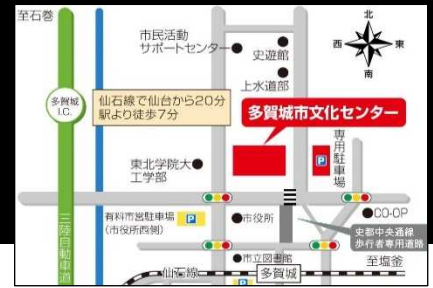 至石巻
北
西
東
南
市民活動
サポートセンター
史遊館
上水道部
多賀城
I.C.
仙石線で仙台から20分
駅より徒歩7分
多賀城市文化センター
東北学院大
工学部
P
専用駐車場
有料市営駐車場
(市役所西側)
P
市役所
CO-OP
三陸自動車道
史都中央通線
歩行者専用道路
市立図書館
至塩釜
仙石線
多賀城
P